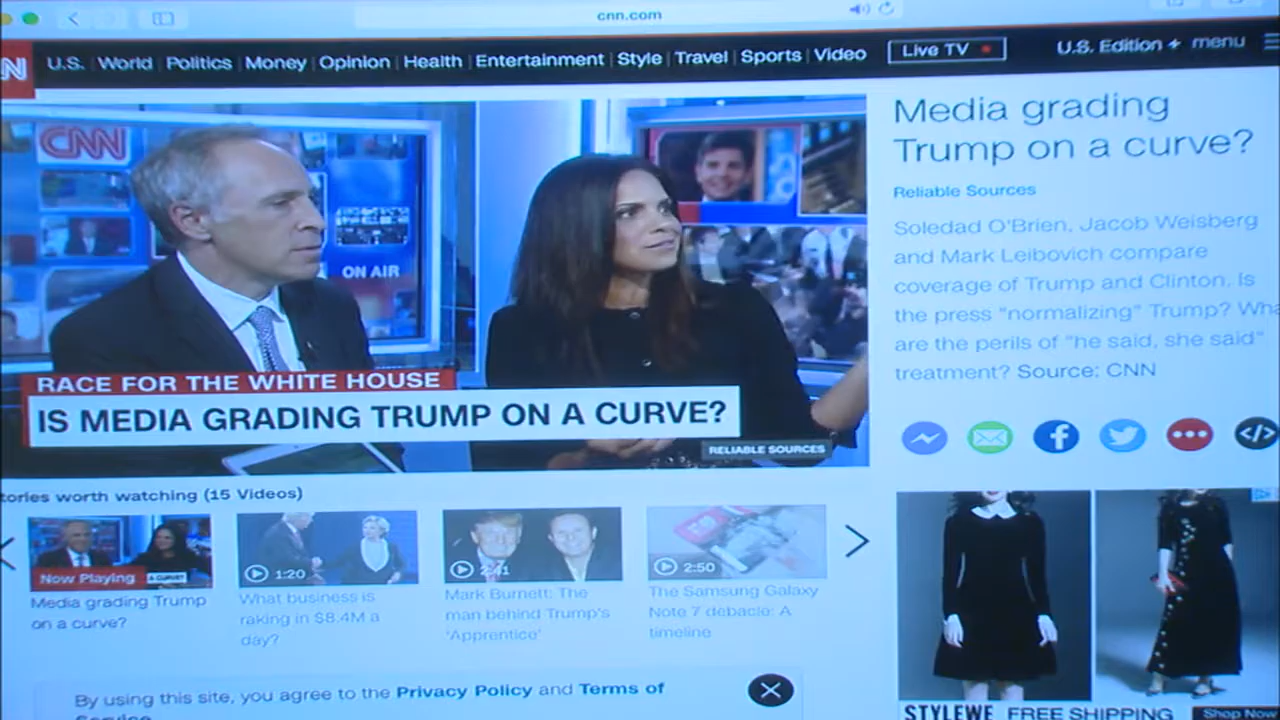 cnn.com
U.S. World Politics Money Opinion Health Entertainment Style Travel Sports Video Live TV U.S. Edition + menu
CNN
ON AIR
RACE FOR THE WHITE HOUSE
IS MEDIA GRADING TRUMP ON A CURVE?
RELIABLE SOURCES
Media grading
Trump on a curve?
Reliable Sources
Soledad O'Brien, Jacob Weisberg
and Mark Leibovich compare
coverage of Trump and Clinton. Is
the press "normalizing" Trump? Wha
are the perils of "he said, she said"
treatment? Source: CNN
tories worth watching (15 Videos)
Now Playing
A CURVE?
Media grading Trump
on a curve?
1:20
What business is
raking in $8.4M a
day?
2:41
Mark Burnett: The
man behind Trump's
'Apprentice'
2:50
The Samsung Galaxy
Note 7 debacle: A
timeline
By using this site, you agree to the Privacy Policy and Terms of
Service
STYLEWE FREE SHIPPING Shop Now